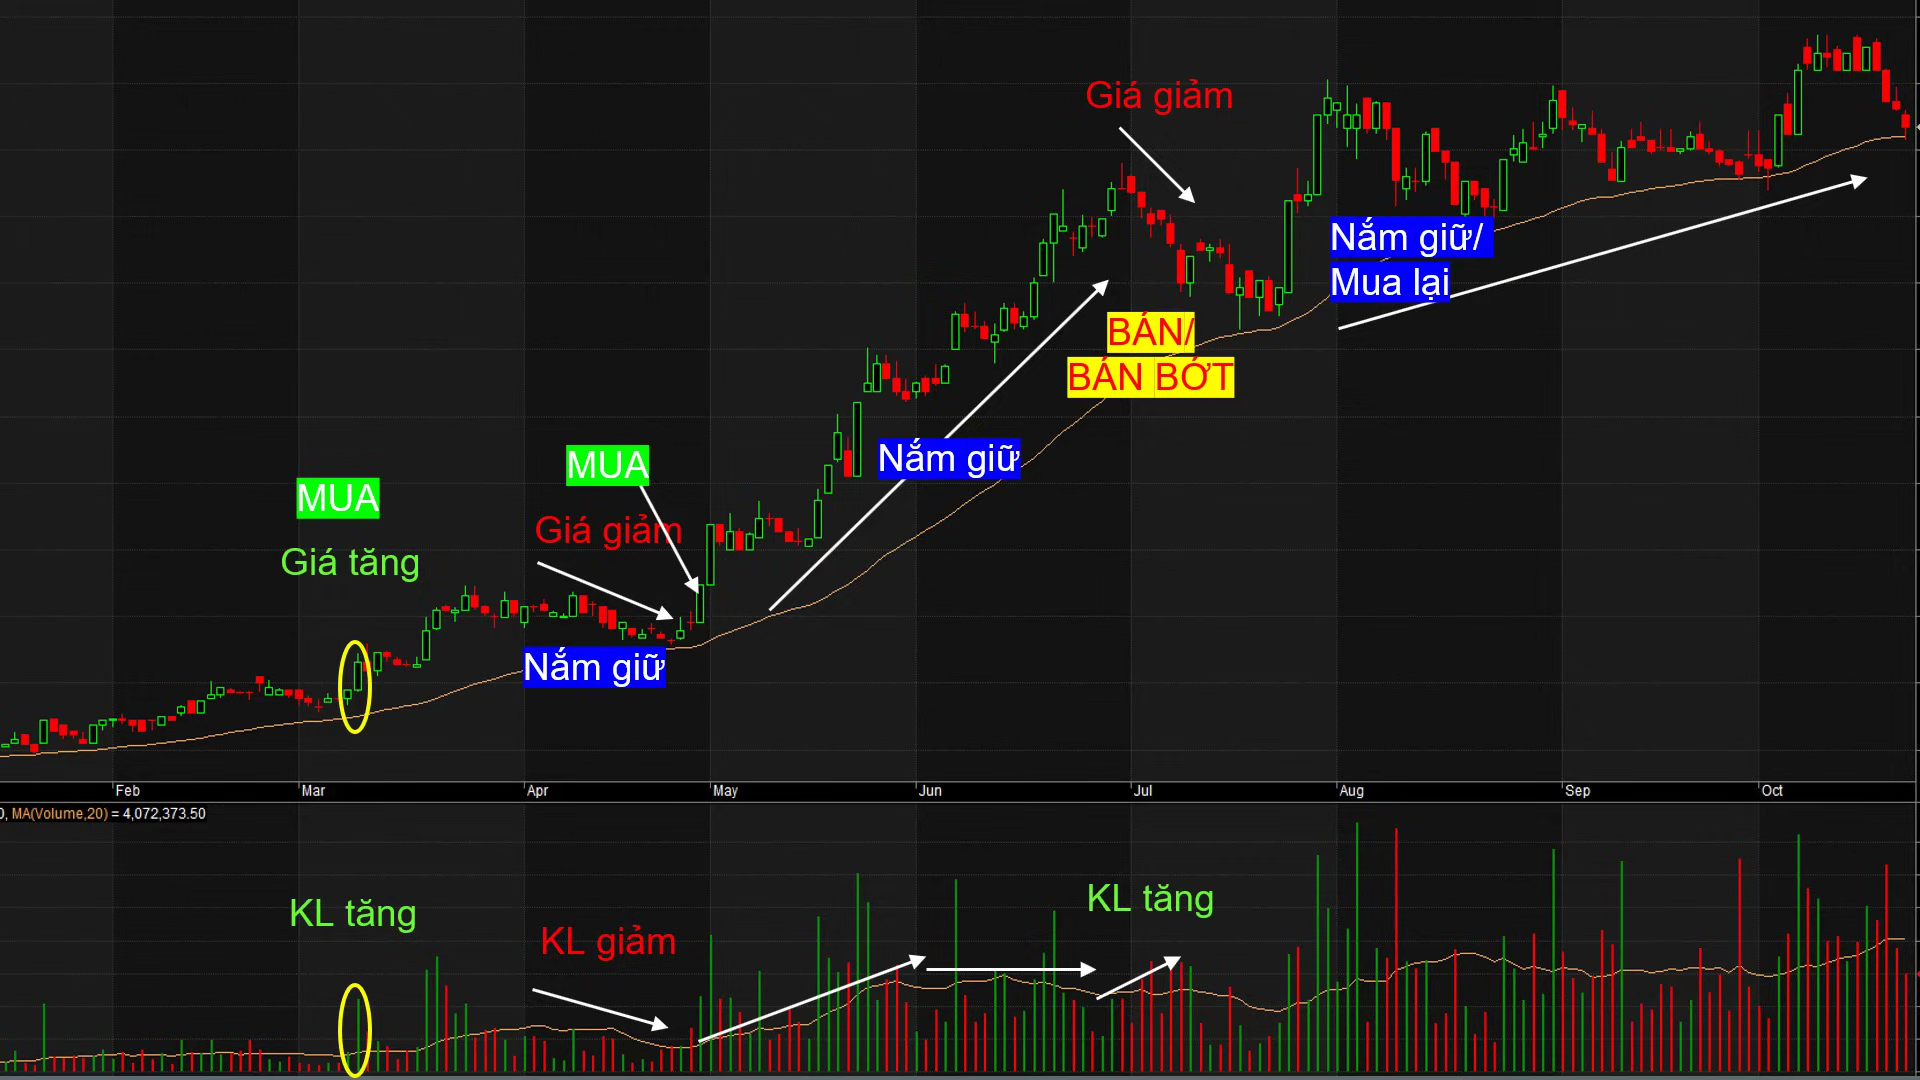 Giá giảm
Nắm giữ/
Mua lại
BÁN/
BÁN BỚT
MUA
Nắm giữ
MUA
Giá giảm
Giá tăng
Nắm giữ
Feb Mar Apr May Jun Jul Aug Sep Oct
0, MA(Volume,20) = 4,072,373.50
KL tăng
KL tăng
KL giảm